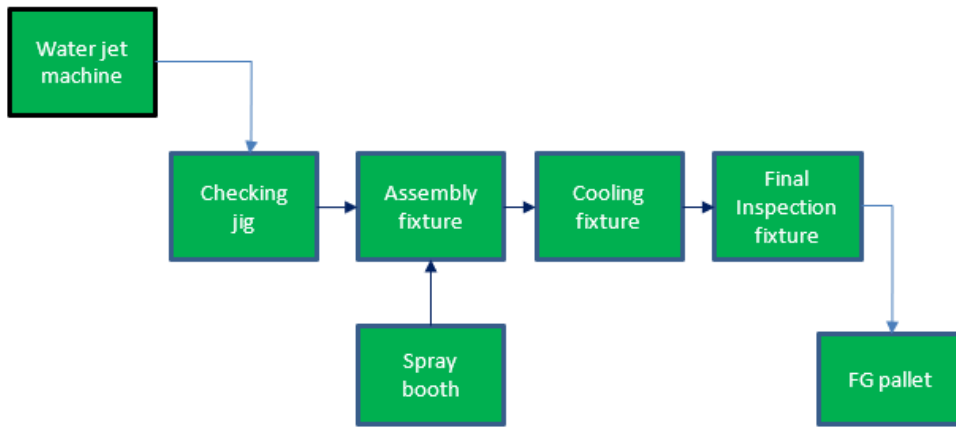 Water jet
machine
Checking
jig
Assembly
fixture
Cooling
fixture
Final
Inspection
fixture
Spray
booth
FG pallet